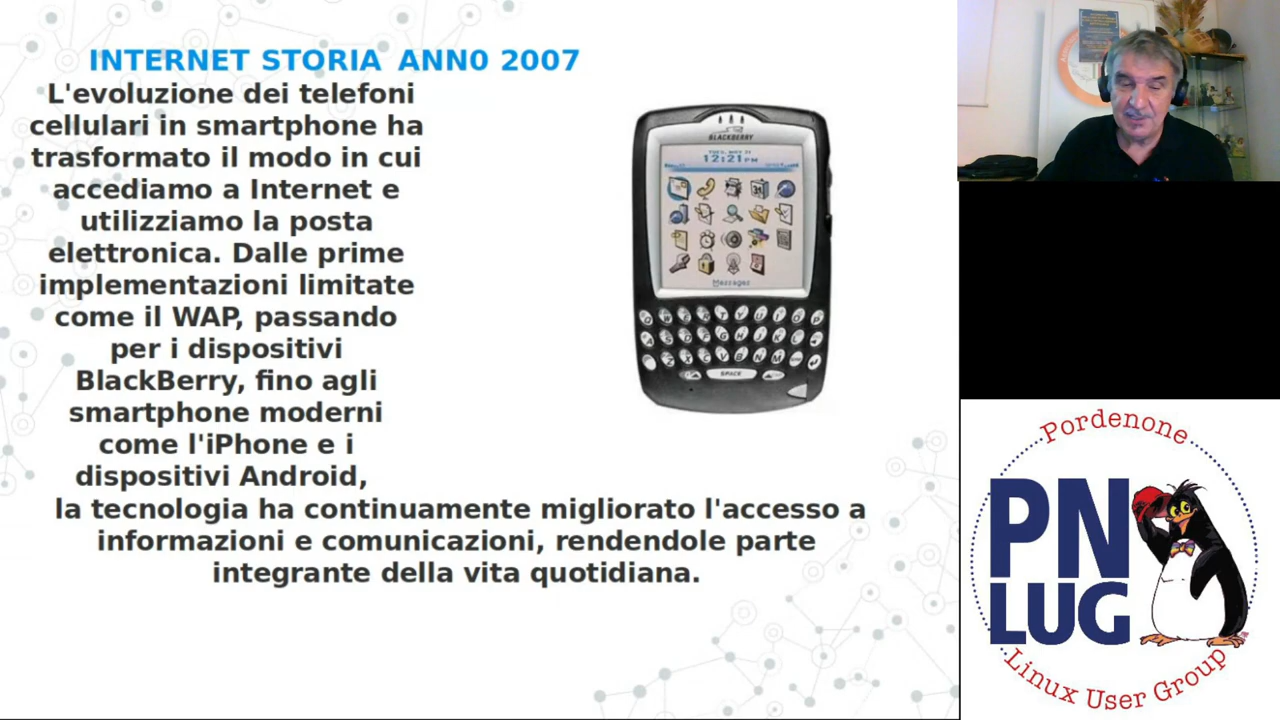 INTERNET STORIA ANN0 2007
L'evoluzione dei telefoni
cellulari in smartphone ha
trasformato il modo in cui
accediamo a Internet e
utilizziamo la posta
elettronica. Dalle prime
implementazioni limitate
come il WAP, passando
per i dispositivi
BlackBerry, fino agli
smartphone moderni
come l'iPhone e i
dispositivi Android,
la tecnologia ha continuamente migliorato l'accesso a
informazioni e comunicazioni, rendendole parte
integrante della vita quotidiana.
BLACKBERRY
12:21 PM
Messages
SPACE
Pordenone
PN
LUG
Linux User Group